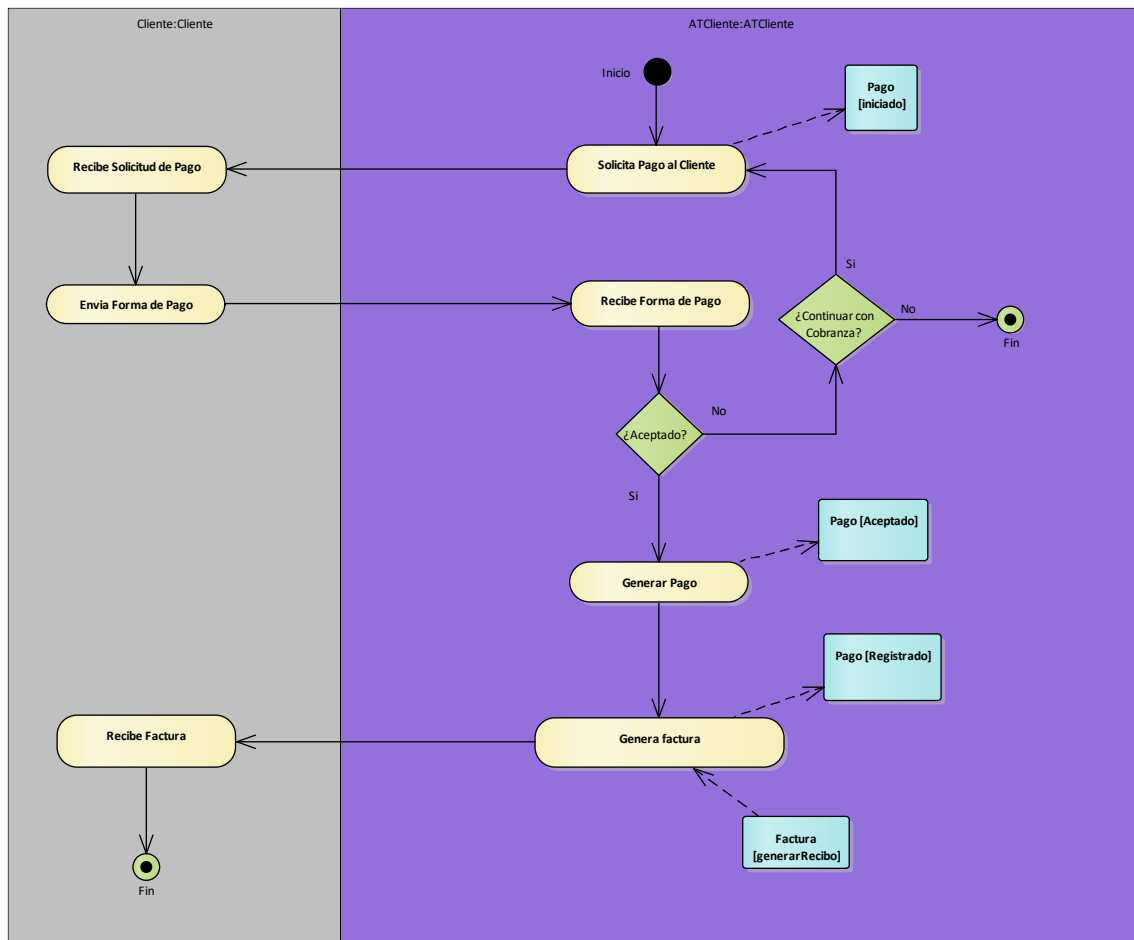 Cliente:Cliente
ATCliente:ATCliente
Inicio
Pago
[iniciado]
Recibe Solicitud de Pago
Solicita Pago al Cliente
Si
Envia Forma de Pago
Recibe Forma de Pago
¿Continuar con
Cobranza?
No
Fin
¿Aceptado?
No
Si
Pago [Aceptado]
Generar Pago
Pago [Registrado]
Recibe Factura
Genera factura
Factura
[generarRecibo]
Fin